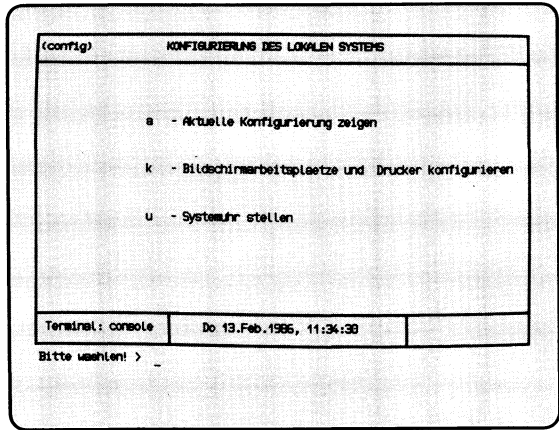 (config) KONFIGURIERUNG DES LOKALEN SYSTEMS
a - Aktuelle Konfigurierung zeigen
k - Bildschirmarbeitsplaetze und Drucker konfigurieren
u - Systemuhr stellen
Terminal: console Do 13.Feb.1986, 11:34:30
Bitte waehlen! > _